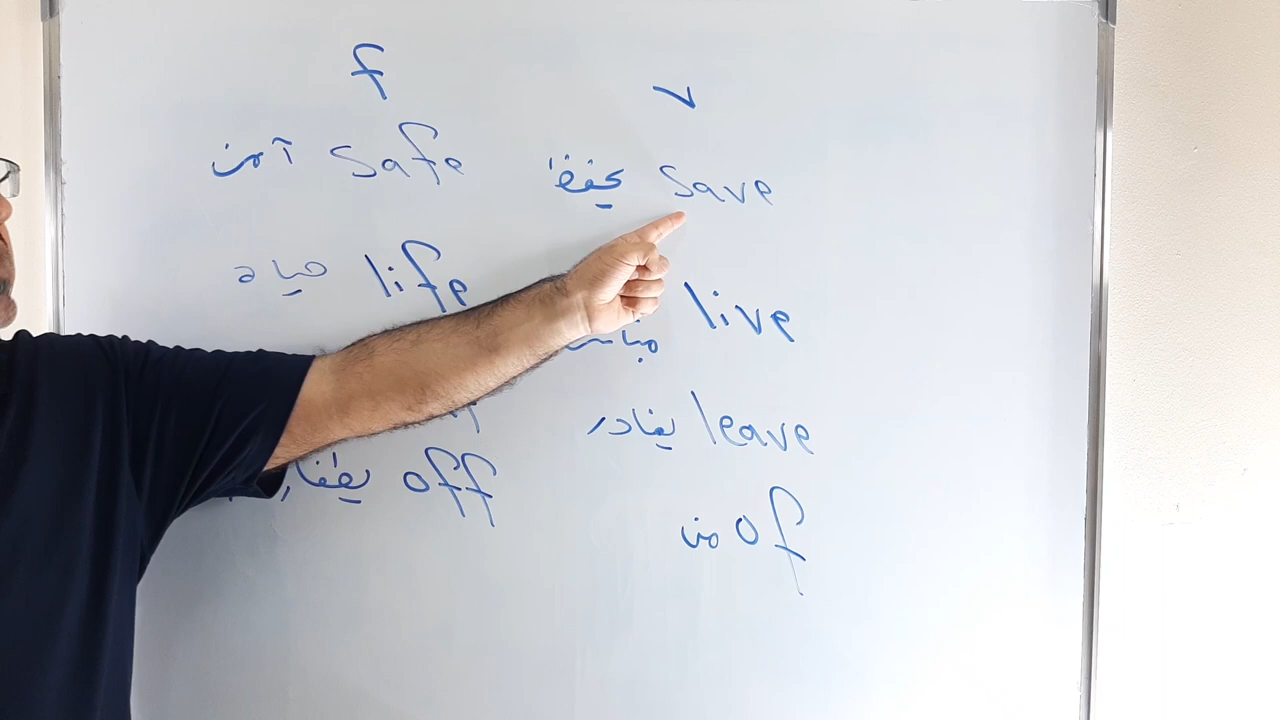 f v
safe آمن save يحفظ
life حياة
live
leave يغادر
off
of من